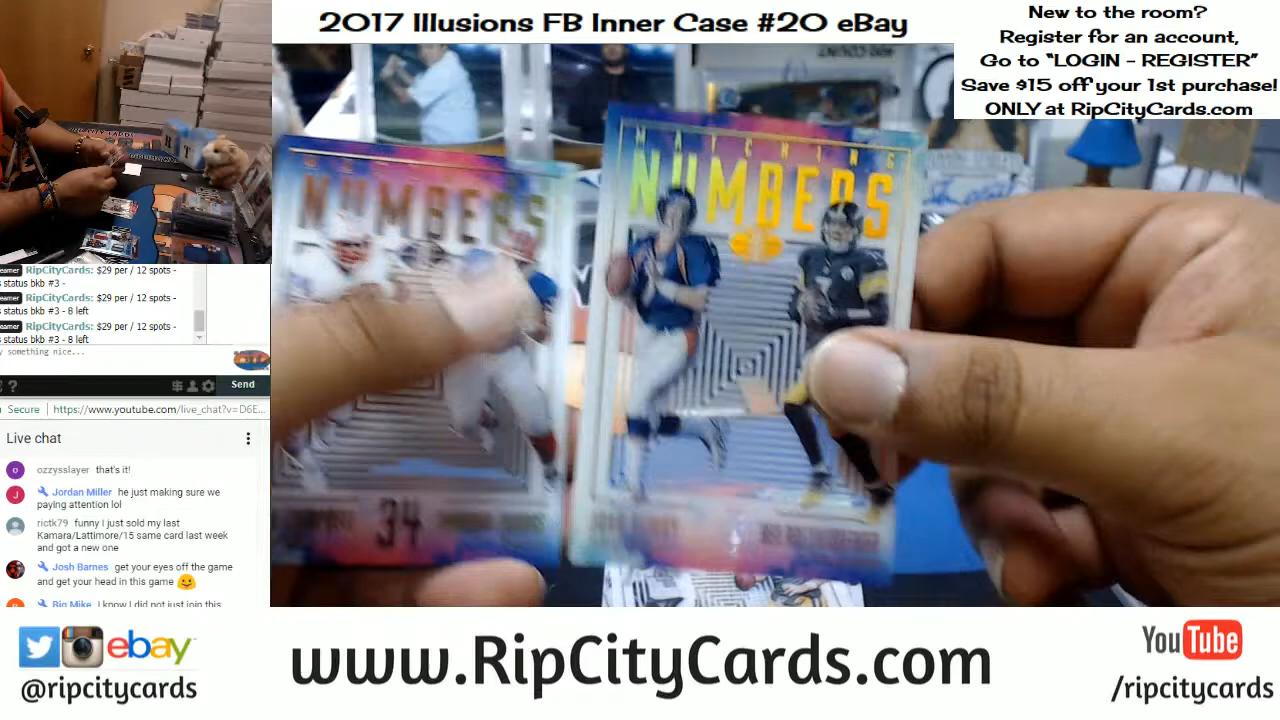 2017 Illusions FB Inner Case #20 eBay
New to the room?
Register for an account,
Go to "LOGIN - REGISTER"
Save $15 off your 1st purchase!
ONLY at RipCityCards.com
MATCHING
NUMBERS
NUMBERS
34
RipCityCards: $29 per / 12 spots -
status bkb #3 -
RipCityCards: $29 per / 12 spots -
s status bkb #3 - 8 left
RipCityCards: $29 per / 12 spots -
s status bkb #3 - 8 left
something nice...
?
Send
Secure
https://www.youtube.com/live_chat?v=D6E...
Live chat
ozzysslayer that's it!
Jordan Miller he just making sure we
paying attention lol
rictk79 funny I just sold my last
Kamara/Lattimore/15 same card last week
and got a new one
Josh Barnes get your eyes off the
game and get your head in this game
Big Mike I know I did not just join this
ebay
@ripcitycards
www.RipCityCards.com
YouTube
/ripcitycards